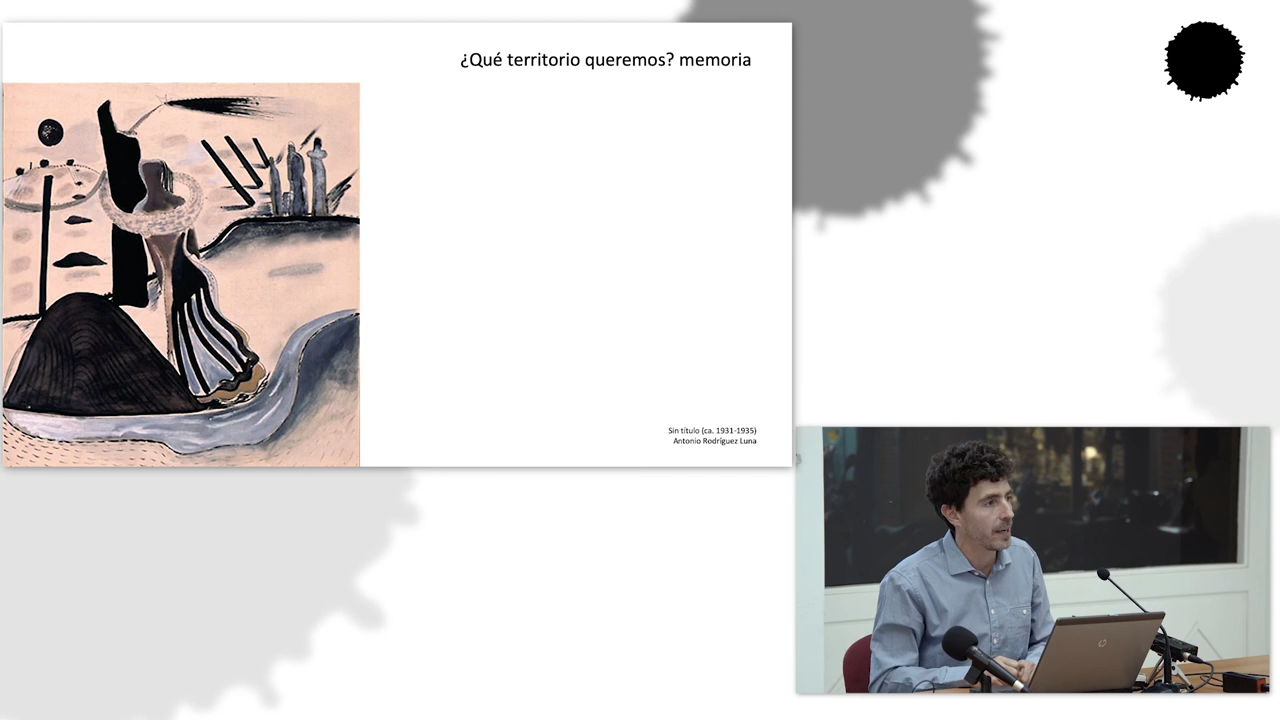 ¿Qué territorio queremos? memoria
Sin título (ca. 1931-1935)
Antonio Rodríguez Luna